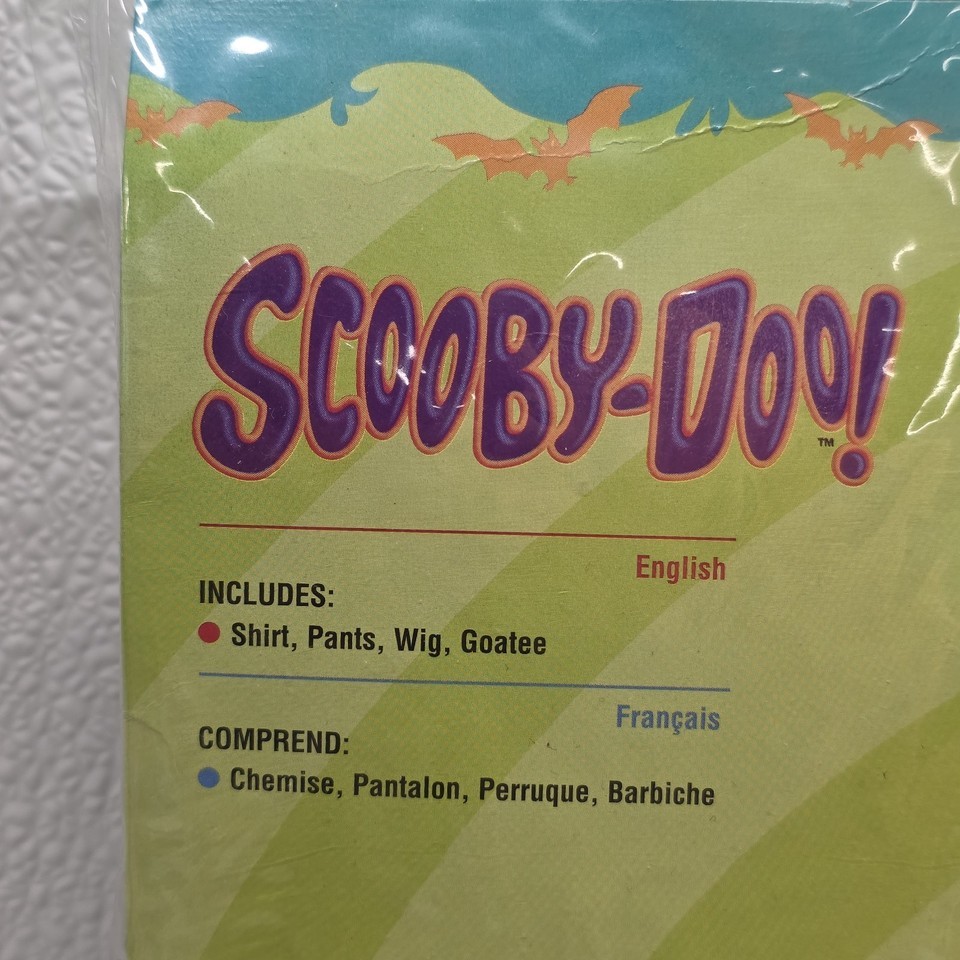 SCOOBY-DOO!
TM
English
INCLUDES:
Shirt, Pants, Wig, Goatee
Français
COMPREND:
Chemise, Pantalon, Perruque, Barbiche